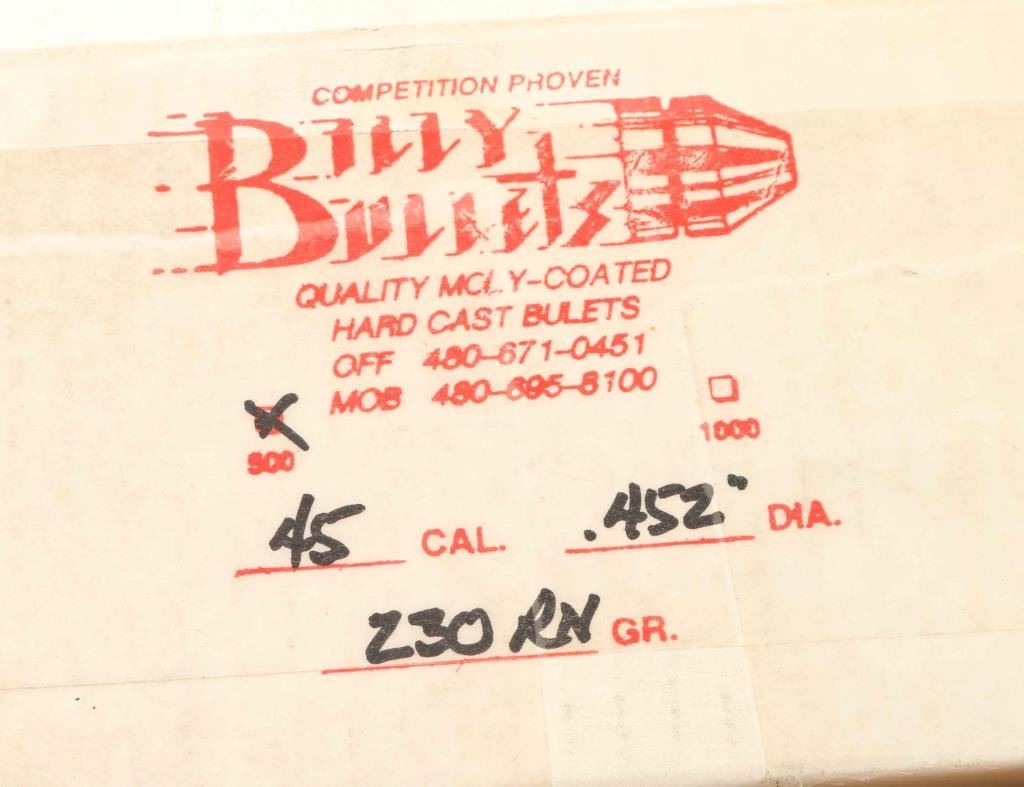 COMPETITION PROVEN
BILLY
BULLETS
QUALITY MOLY-COATED
HARD CAST BULETS
OFF 480-671-0451
MOB 480-695-8100
500
1000
45 CAL. .452" DIA.
230 RN GR.